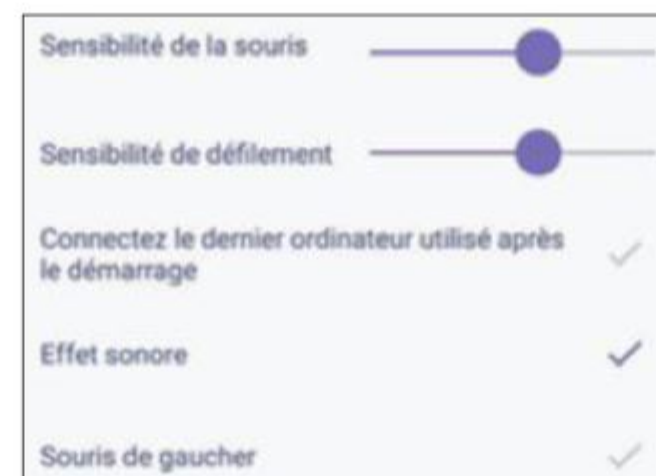 Sensibilité de la souris
Sensibilité de défilement
Connectez le dernier ordinateur utilisé après
le démarrage
Effet sonore
Souris de gaucher